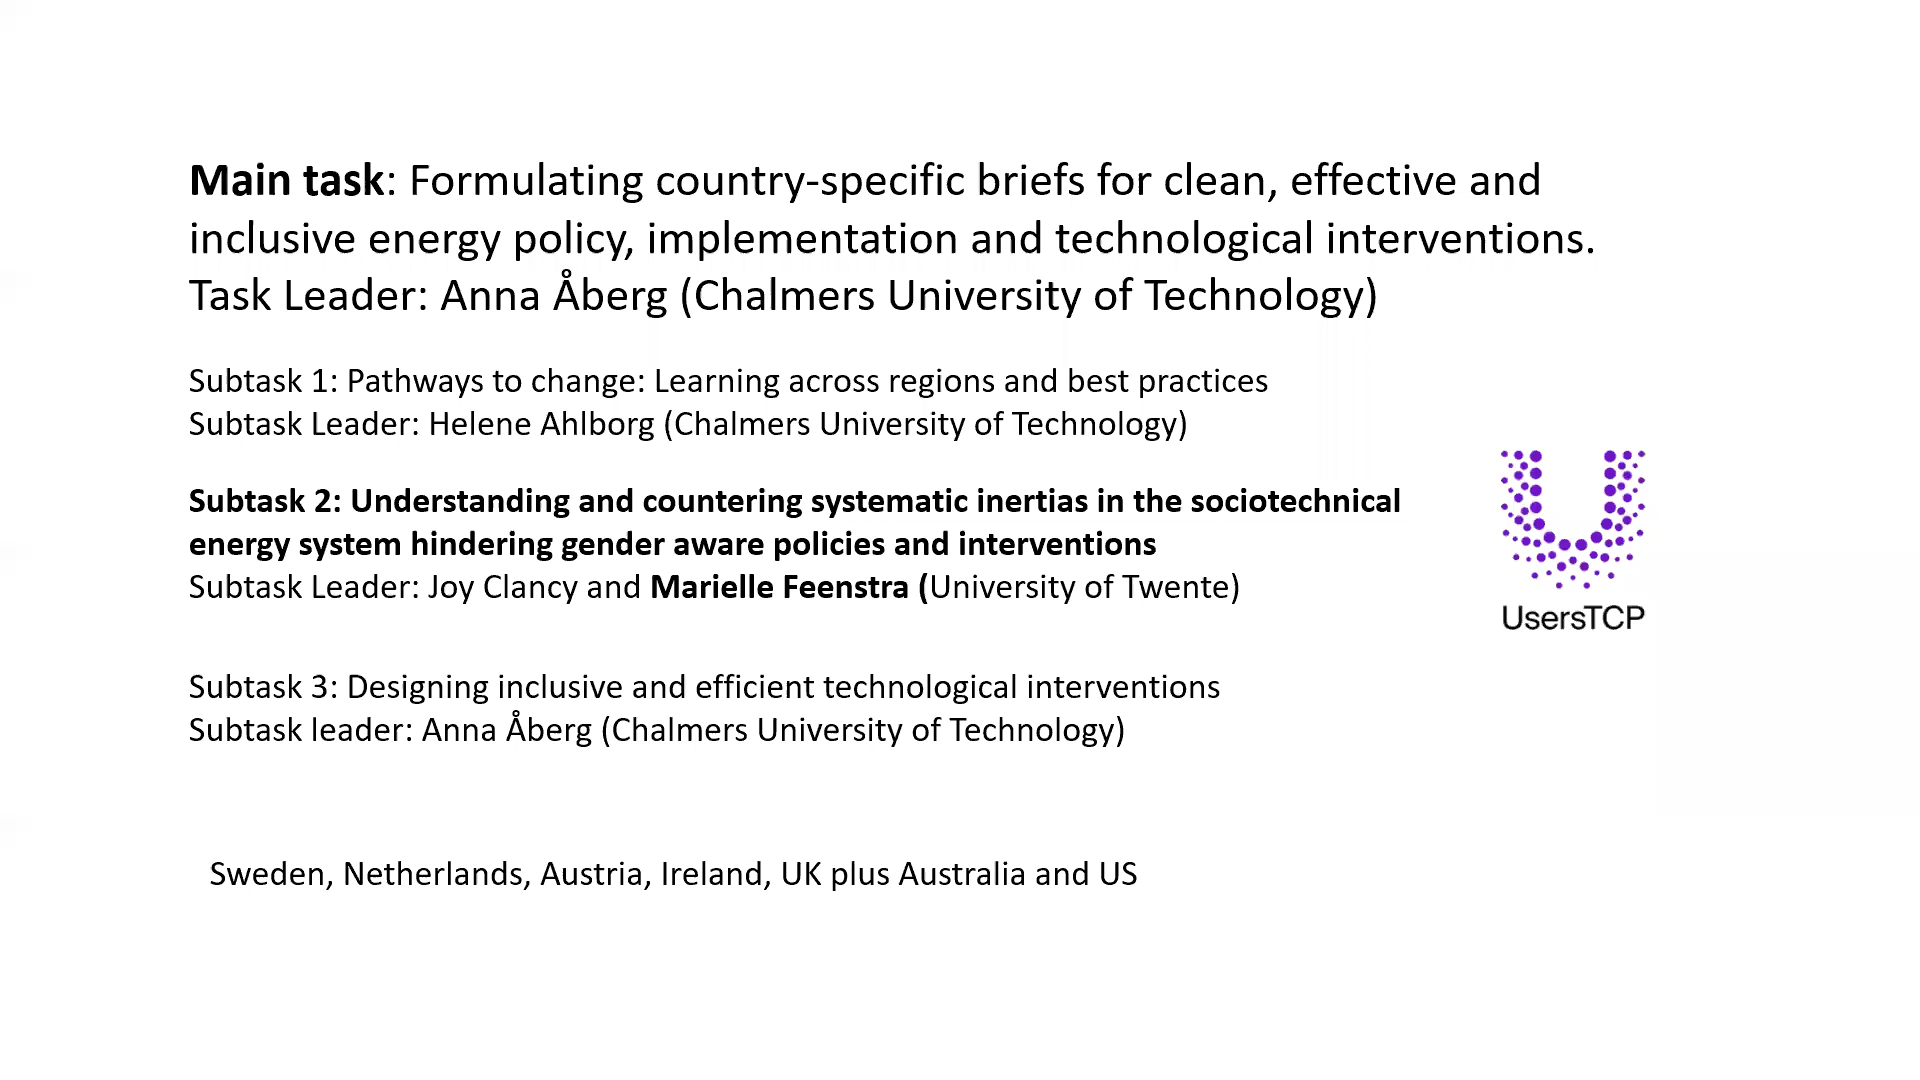 Main task: Formulating country-specific briefs for clean, effective and
inclusive energy policy, implementation and technological interventions.
Task Leader: Anna Åberg (Chalmers University of Technology)
Subtask 1: Pathways to change: Learning across regions and best practices
Subtask Leader: Helene Ahlborg (Chalmers University of Technology)
Subtask 2: Understanding and countering systematic inertias in the sociotechnical
energy system hindering gender aware policies and interventions
Subtask Leader: Joy Clancy and Marielle Feenstra (University of Twente)
UsersTCP
Subtask 3: Designing inclusive and efficient technological interventions
Subtask leader: Anna Åberg (Chalmers University of Technology)
Sweden, Netherlands, Austria, Ireland, UK plus Australia and US